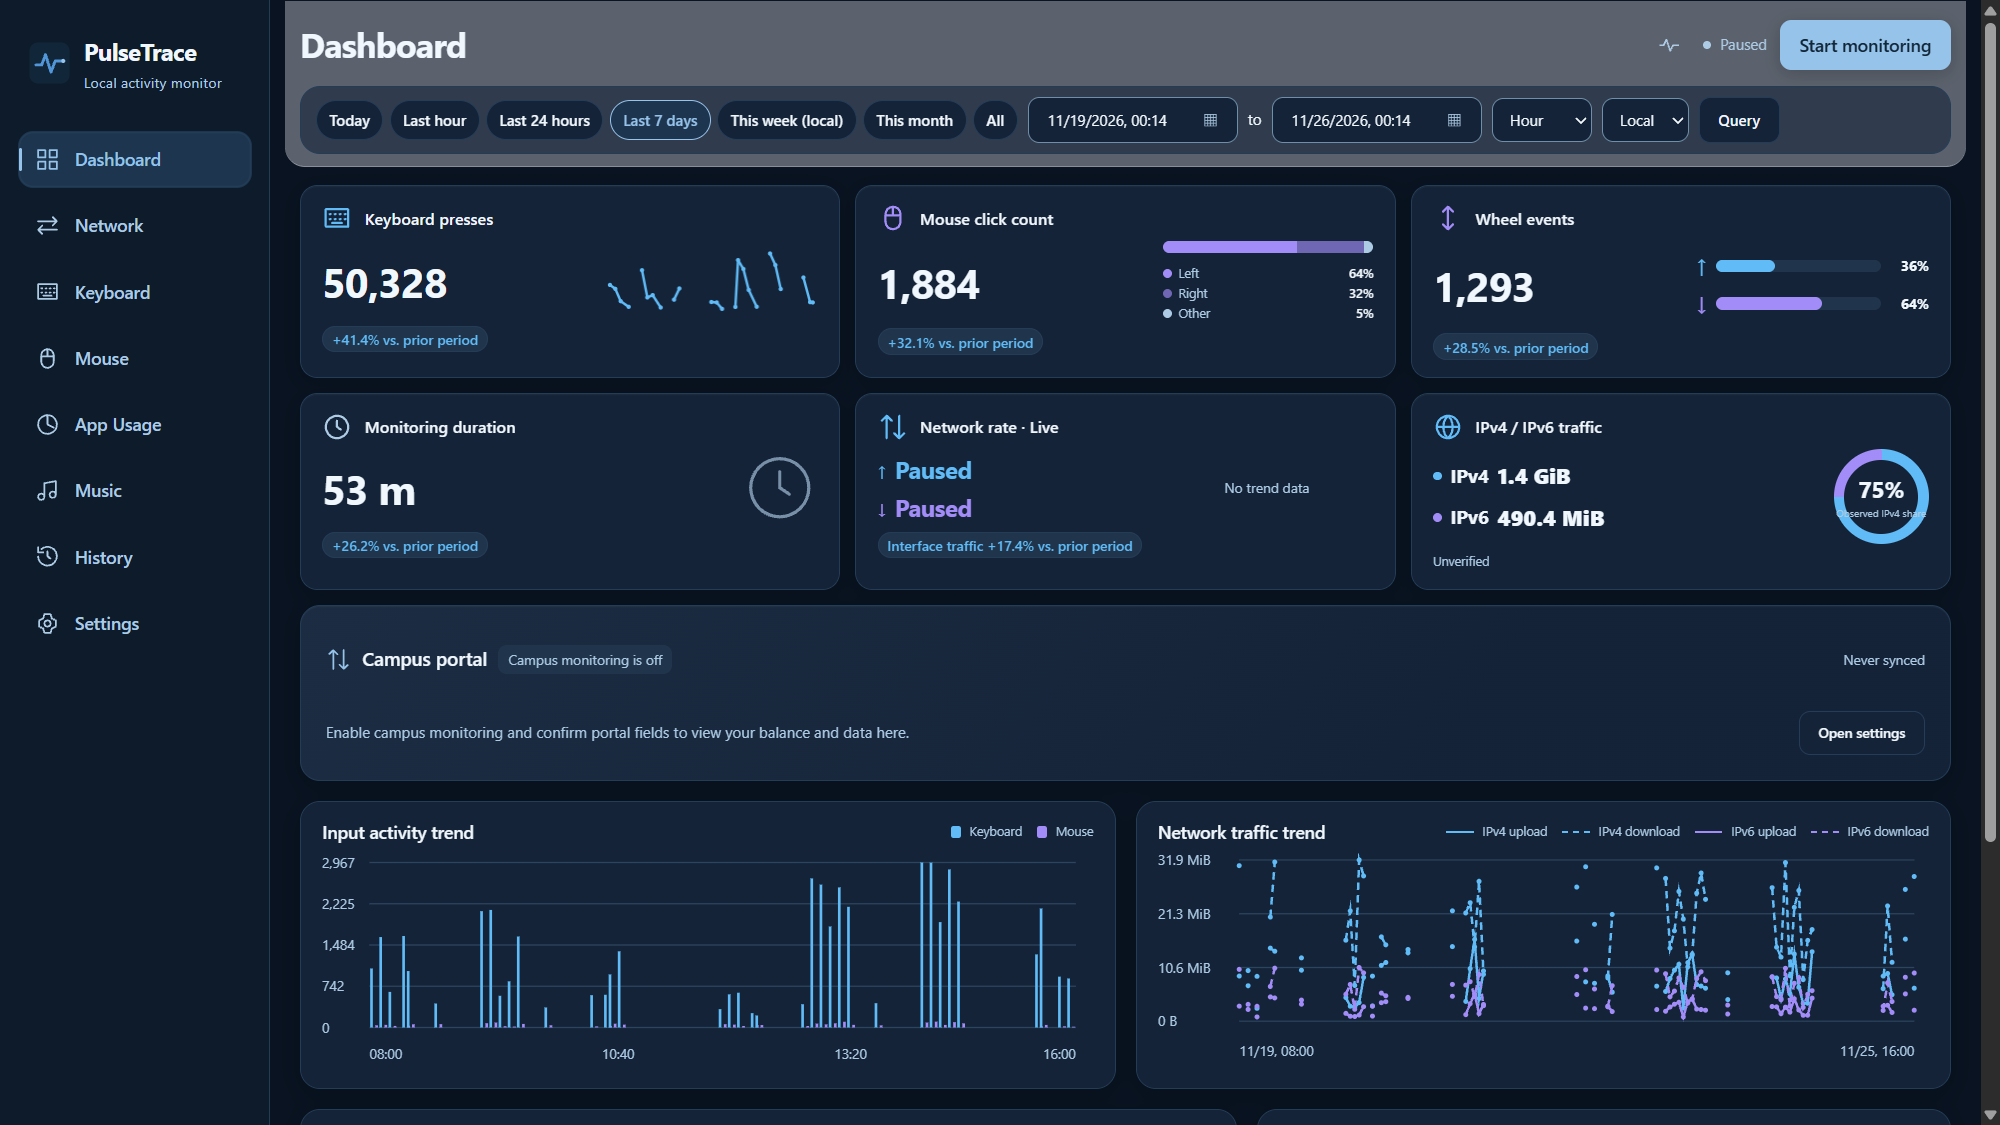 PulseTrace
Local activity monitor
Dashboard
Network
Keyboard
Mouse
App Usage
Music
History
Settings
Dashboard
Paused
Start monitoring
Today
Last hour
Last 24 hours
Last 7 days
This week (local)
This month
All
11/19/2026, 00:14
to
11/26/2026, 00:14
Hour
Local
Query
Keyboard presses
50,328
+41.4% vs. prior period
Mouse click count
1,884
+32.1% vs. prior period
Left 64%
Right 32%
Other 5%
Wheel events
1,293
+28.5% vs. prior period
↑ 36%
↓ 64%
Monitoring duration
53 m
+26.2% vs. prior period
Network rate · Live
↑ Paused
↓ Paused
Interface traffic +17.4% vs. prior period
No trend data
IPv4 / IPv6 traffic
IPv4 1.4 GiB
IPv6 490.4 MiB
Unverified
75%
Observed IPv4 share
Campus portal
Campus monitoring is off
Never synced
Enable campus monitoring and confirm portal fields to view your balance and data here.
Open settings
Input activity trend
Keyboard
Mouse
2,967
2,225
1,484
742
0
08:00
10:40
13:20
16:00
Network traffic trend
IPv4 upload
IPv4 download
IPv6 upload
IPv6 download
31.9 MiB
21.3 MiB
10.6 MiB
0 B
11/19, 08:00
11/25, 16:00